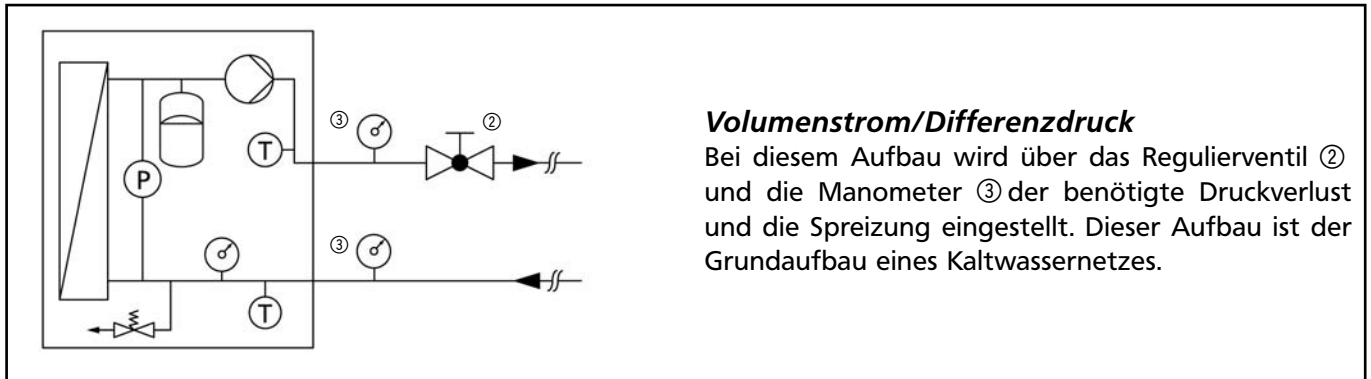 ③
②
T
P
③
T
Volumenstrom/Differenzdruck
Bei diesem Aufbau wird über das Regulierventil ②
und die Manometer ③ der benötigte Druckverlust
und die Spreizung eingestellt. Dieser Aufbau ist der
Grundaufbau eines Kaltwassernetzes.